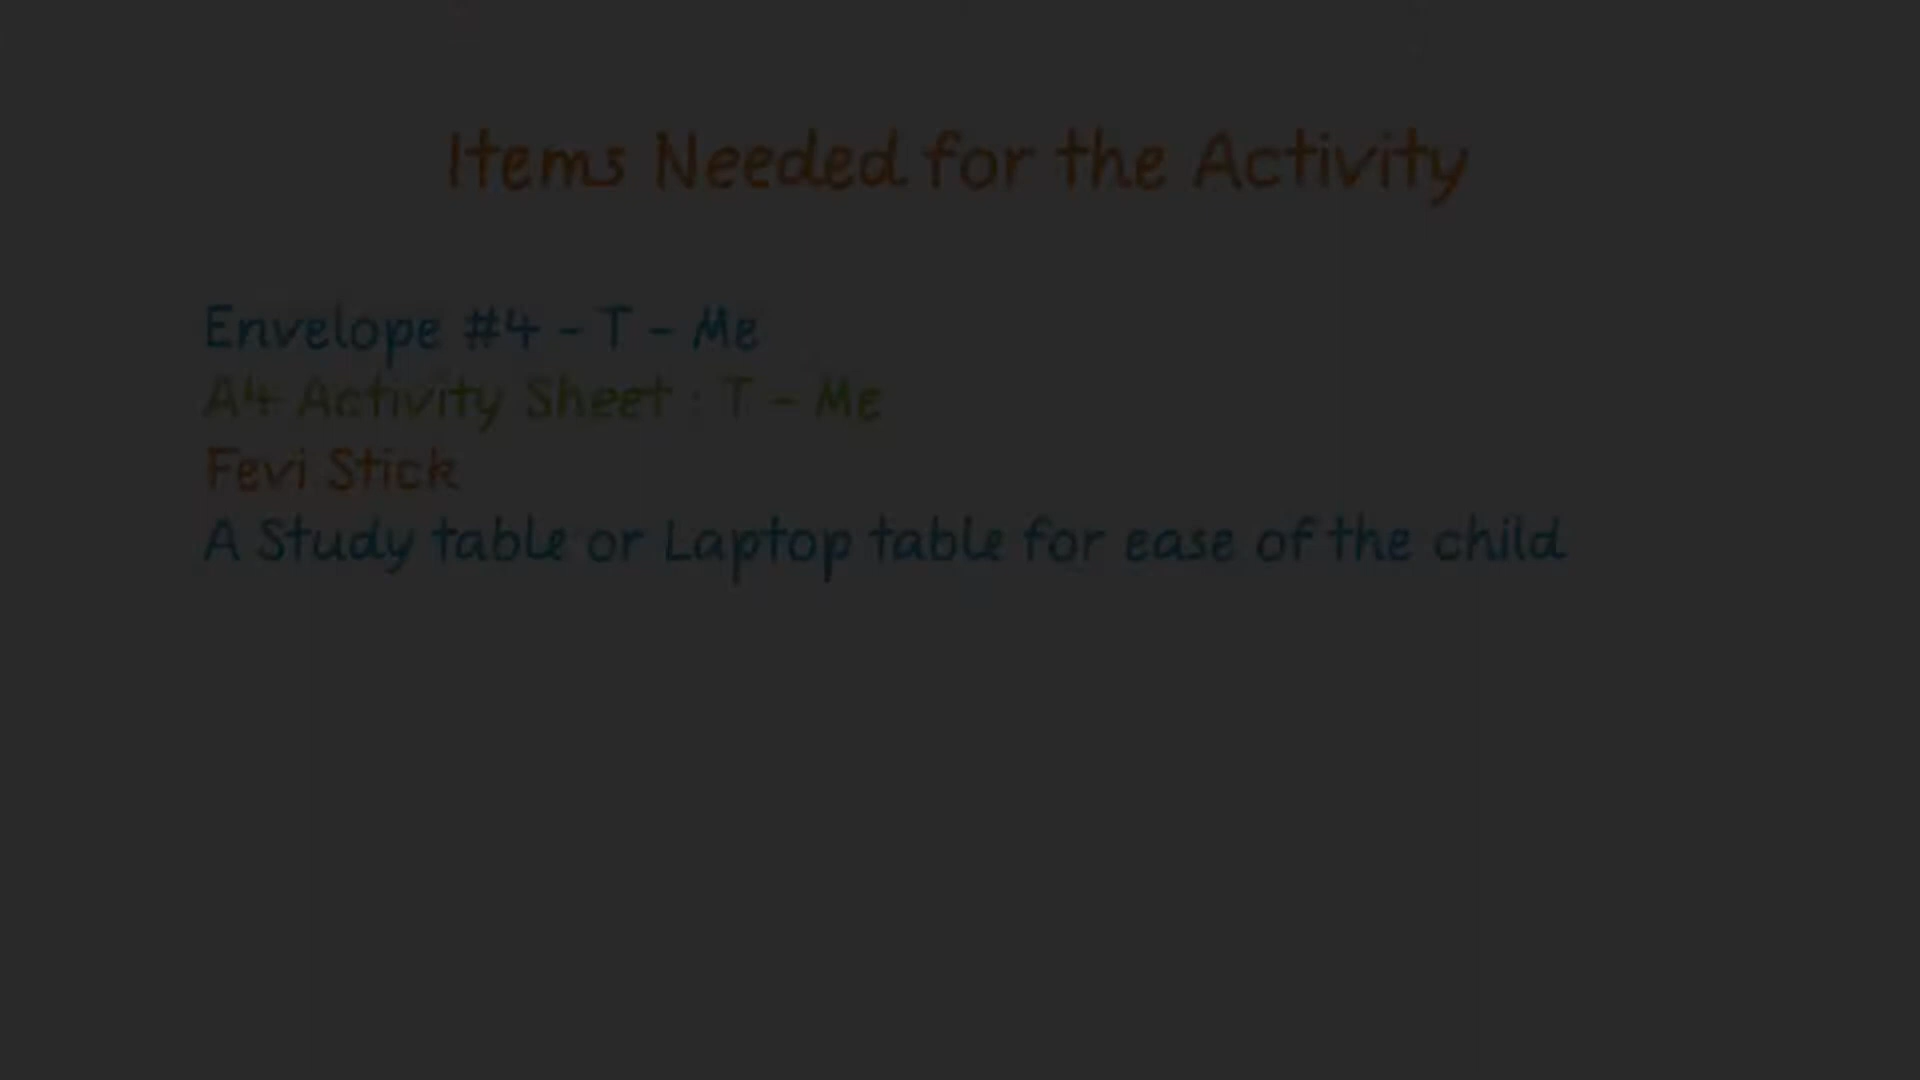 Items Needed for the Activity
Envelope #4 - T - Me
A4 Activity Sheet : T - Me
Fevi Stick
A Study table or Laptop table for ease of the child